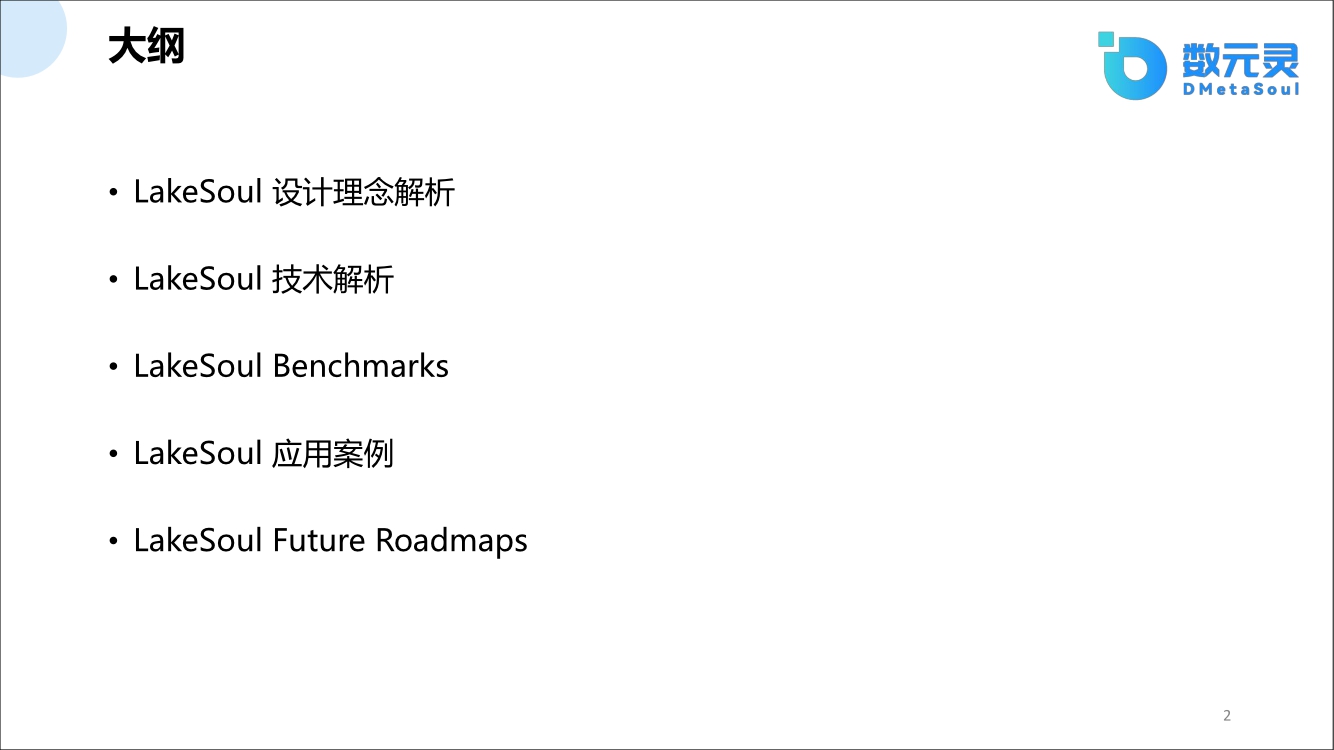 大纲
数元灵
DMetaSoul
• LakeSoul 设计理念解析
• LakeSoul 技术解析
• LakeSoul Benchmarks
• LakeSoul 应用案例
• LakeSoul Future Roadmaps
2